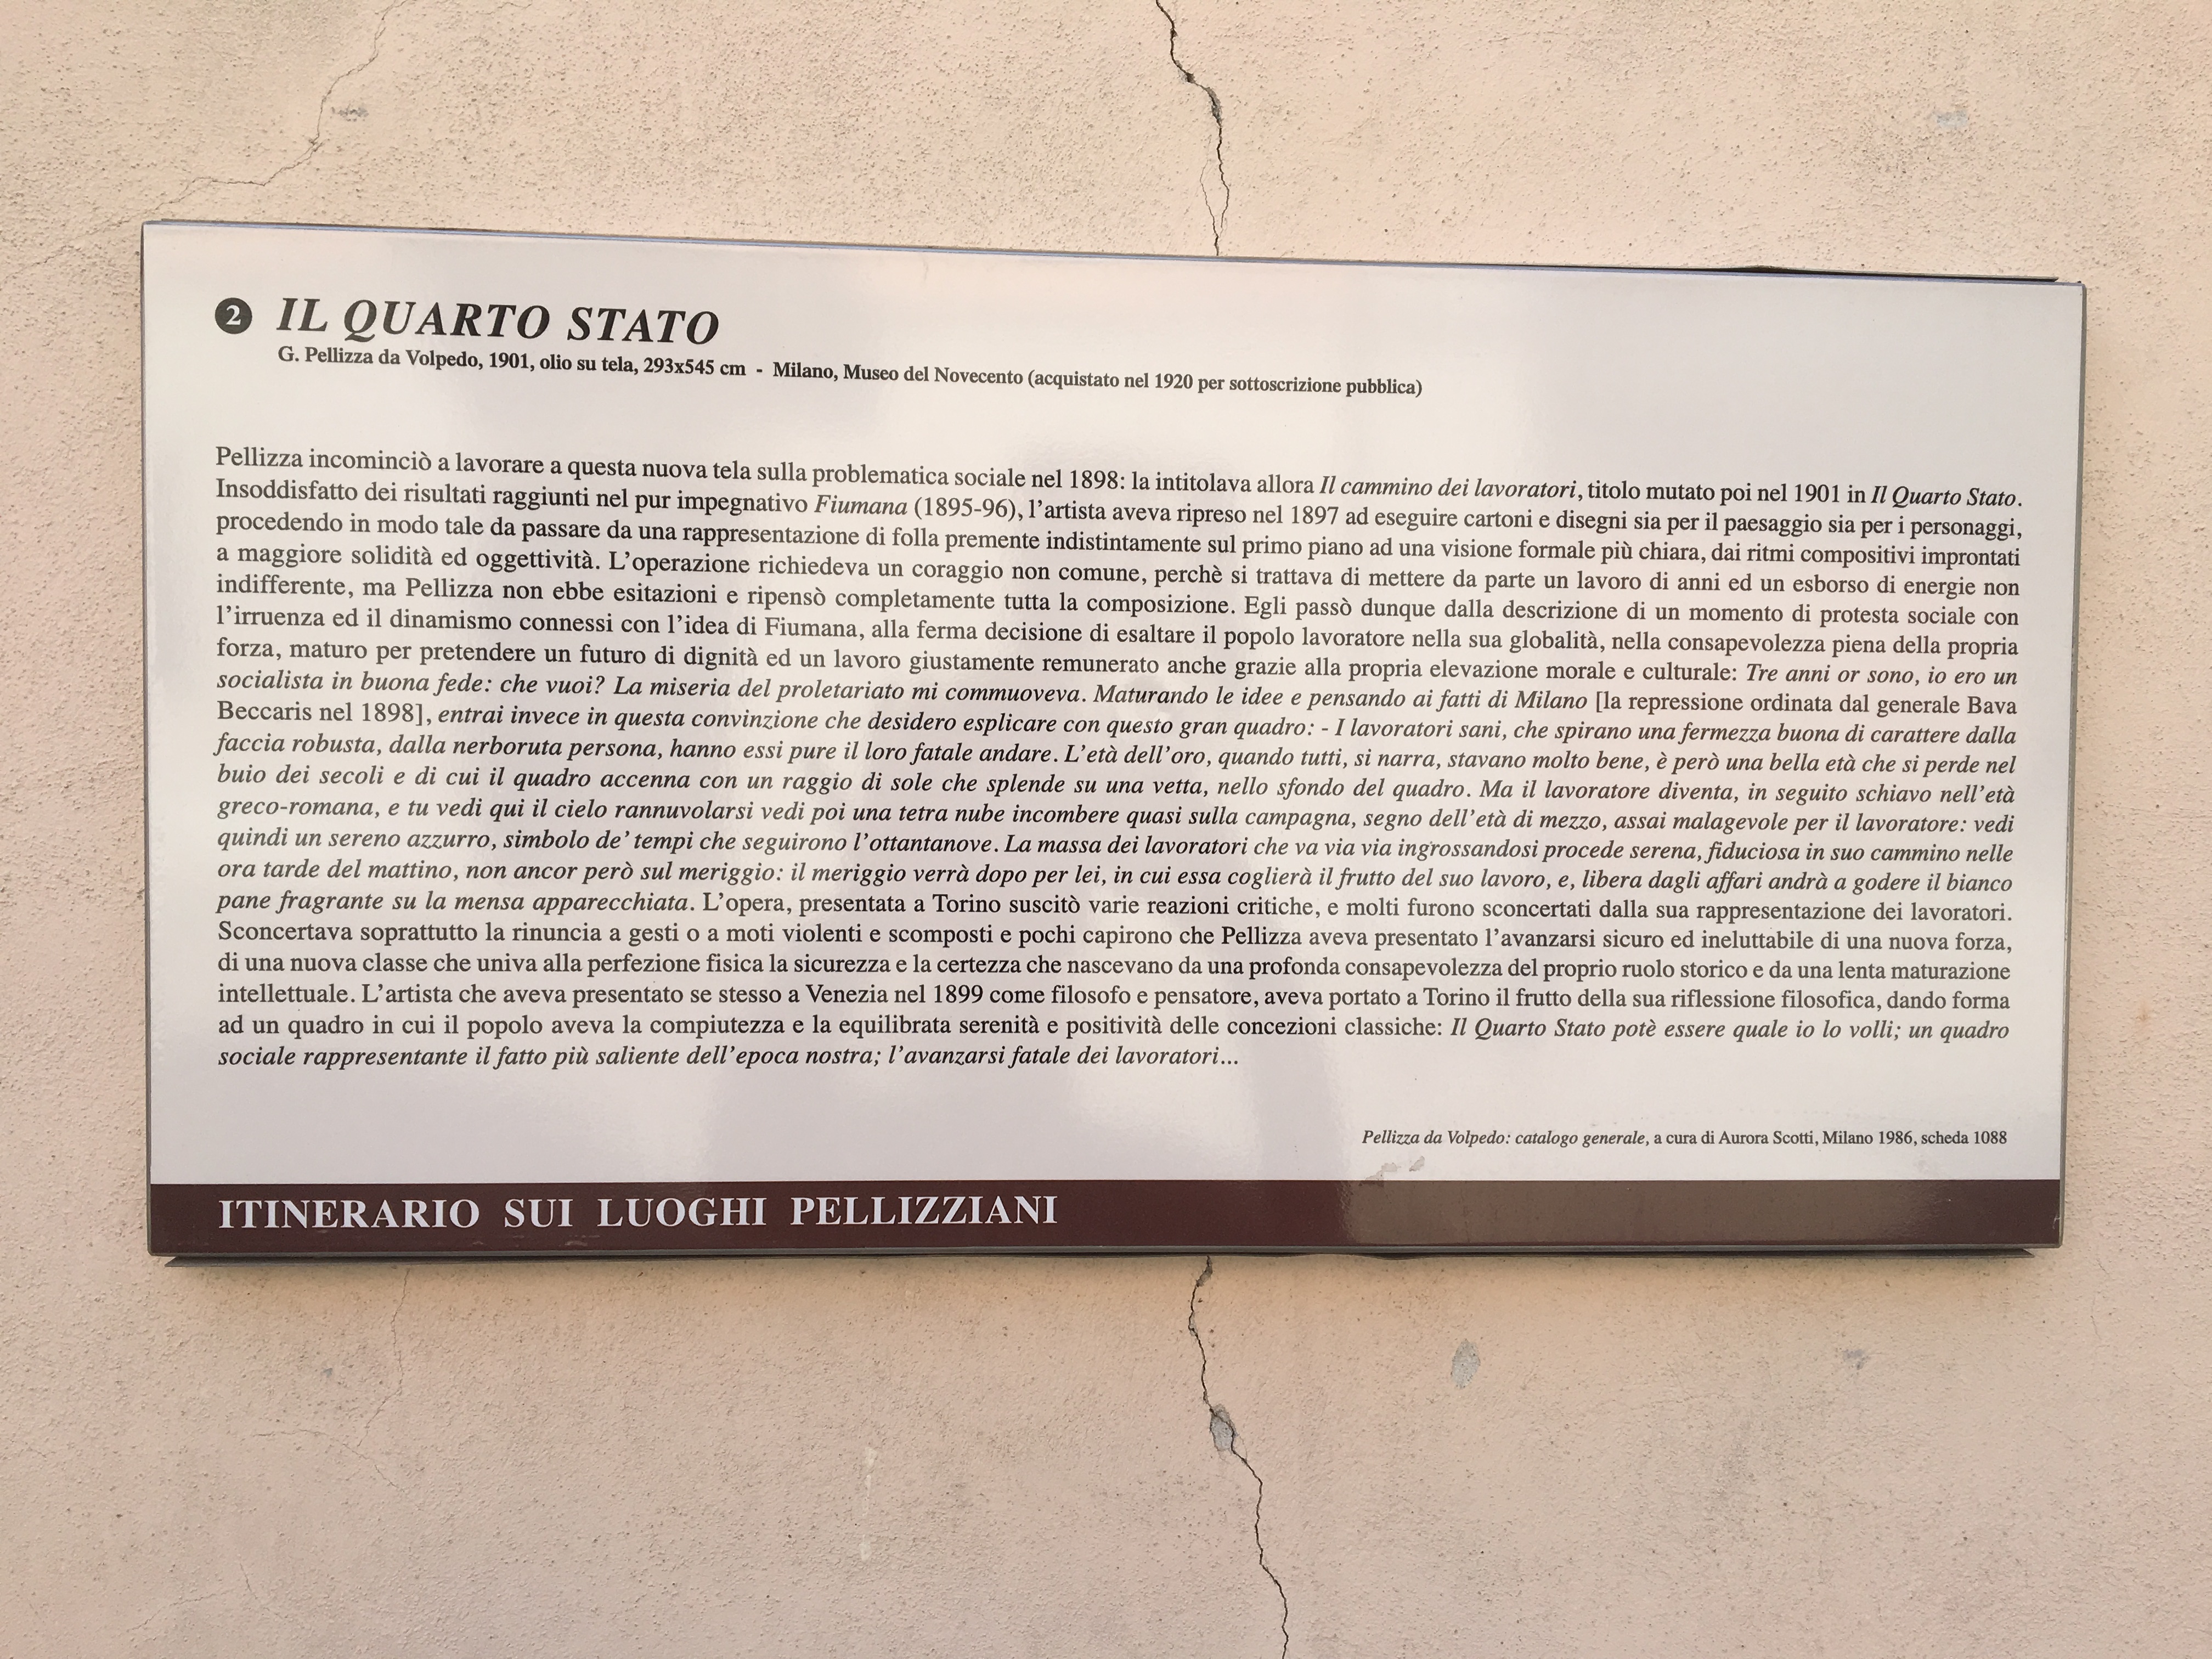 2 IL QUARTO STATO
G. Pellizza da Volpedo, 1901, olio su tela, 293x545 cm - Milano, Museo del Novecento (acquistato nel 1920 per sottoscrizione pubblica)
Pellizza incominciò a lavorare a questa nuova tela sulla problematica sociale nel 1898: la intitolava allora Il cammino dei lavoratori, titolo mutato poi nel 1901 in Il Quarto Stato.
Insoddisfatto dei risultati raggiunti nel pur impegnativo Fiumana (1895-96), l’artista aveva ripreso nel 1897 ad eseguire cartoni e disegni sia per il paesaggio sia per i personaggi,
procedendo in modo tale da passare da una rappresentazione di folla premente indistintamente sul primo piano ad una visione formale più chiara, dai ritmi compositivi improntati
a maggiore solidità ed oggettività. L’operazione richiedeva un coraggio non comune, perchè si trattava di mettere da parte un lavoro di anni ed un esborso di energie non
indifferente, ma Pellizza non ebbe esitazioni e ripensò completamente tutta la composizione. Egli passò dunque dalla descrizione di un momento di protesta sociale con
l’irruenza ed il dinamismo connessi con l’idea di Fiumana, alla ferma decisione di esaltare il popolo lavoratore nella sua globalità, nella consapevolezza piena della propria
forza, maturo per pretendere un futuro di dignità ed un lavoro giustamente remunerato anche grazie alla propria elevazione morale e culturale: Tre anni or sono, io ero un
socialista in buona fede: che vuoi? La miseria del proletariato mi commuoveva. Maturando le idee e pensando ai fatti di Milano [la repressione ordinata dal generale Bava
Beccaris nel 1898], entrai invece in questa convinzione che desidero esplicare con questo gran quadro: - I lavoratori sani, che spirano una fermezza buona di carattere dalla
faccia robusta, dalla nerboruta persona, hanno essi pure il loro fatale andare. L’età dell’oro, quando tutti, si narra, stavano molto bene, è però una bella età che si perde nel
buio dei secoli e di cui il quadro accenna con un raggio di sole che splende su una vetta, nello sfondo del quadro. Ma il lavoratore diventa, in seguito schiavo nell’età
greco-romana, e tu vedi qui il cielo rannuvolarsi vedi poi una tetra nube incombere quasi sulla campagna, segno dell’età di mezzo, assai malagevole per il lavoratore: vedi
quindi un sereno azzurro, simbolo de’ tempi che seguirono l’ottantanove. La massa dei lavoratori che va via via ingrossandosi procede serena, fiduciosa in suo cammino nelle
ora tarde del mattino, non ancor però sul meriggio: il meriggio verrà dopo per lei, in cui essa coglierà il frutto del suo lavoro, e, libera dagli affari andrà a godere il bianco
pane fragrante su la mensa apparecchiata. L’opera, presentata a Torino suscitò varie reazioni critiche, e molti furono sconcertati dalla sua rappresentazione dei lavoratori.
Sconcertava soprattutto la rinuncia a gesti o a moti violenti e scomposti e pochi capirono che Pellizza aveva presentato l’avanzarsi sicuro ed ineluttabile di una nuova forza,
di una nuova classe che univa alla perfezione fisica la sicurezza e la certezza che nascevano da una profonda consapevolezza del proprio ruolo storico e da una lenta maturazione
intellettuale. L’artista che aveva presentato se stesso a Venezia nel 1899 come filosofo e pensatore, aveva portato a Torino il frutto della sua riflessione filosofica, dando forma
ad un quadro in cui il popolo aveva la compiutezza e la equilibrata serenità e positività delle concezioni classiche: Il Quarto Stato potè essere quale io lo volli; un quadro
sociale rappresentante il fatto più saliente dell’epoca nostra; l’avanzarsi fatale dei lavoratori...
Pellizza da Volpedo: catalogo generale, a cura di Aurora Scotti, Milano 1986, scheda 1088
ITINERARIO SUI LUOGHI PELLIZZIANI